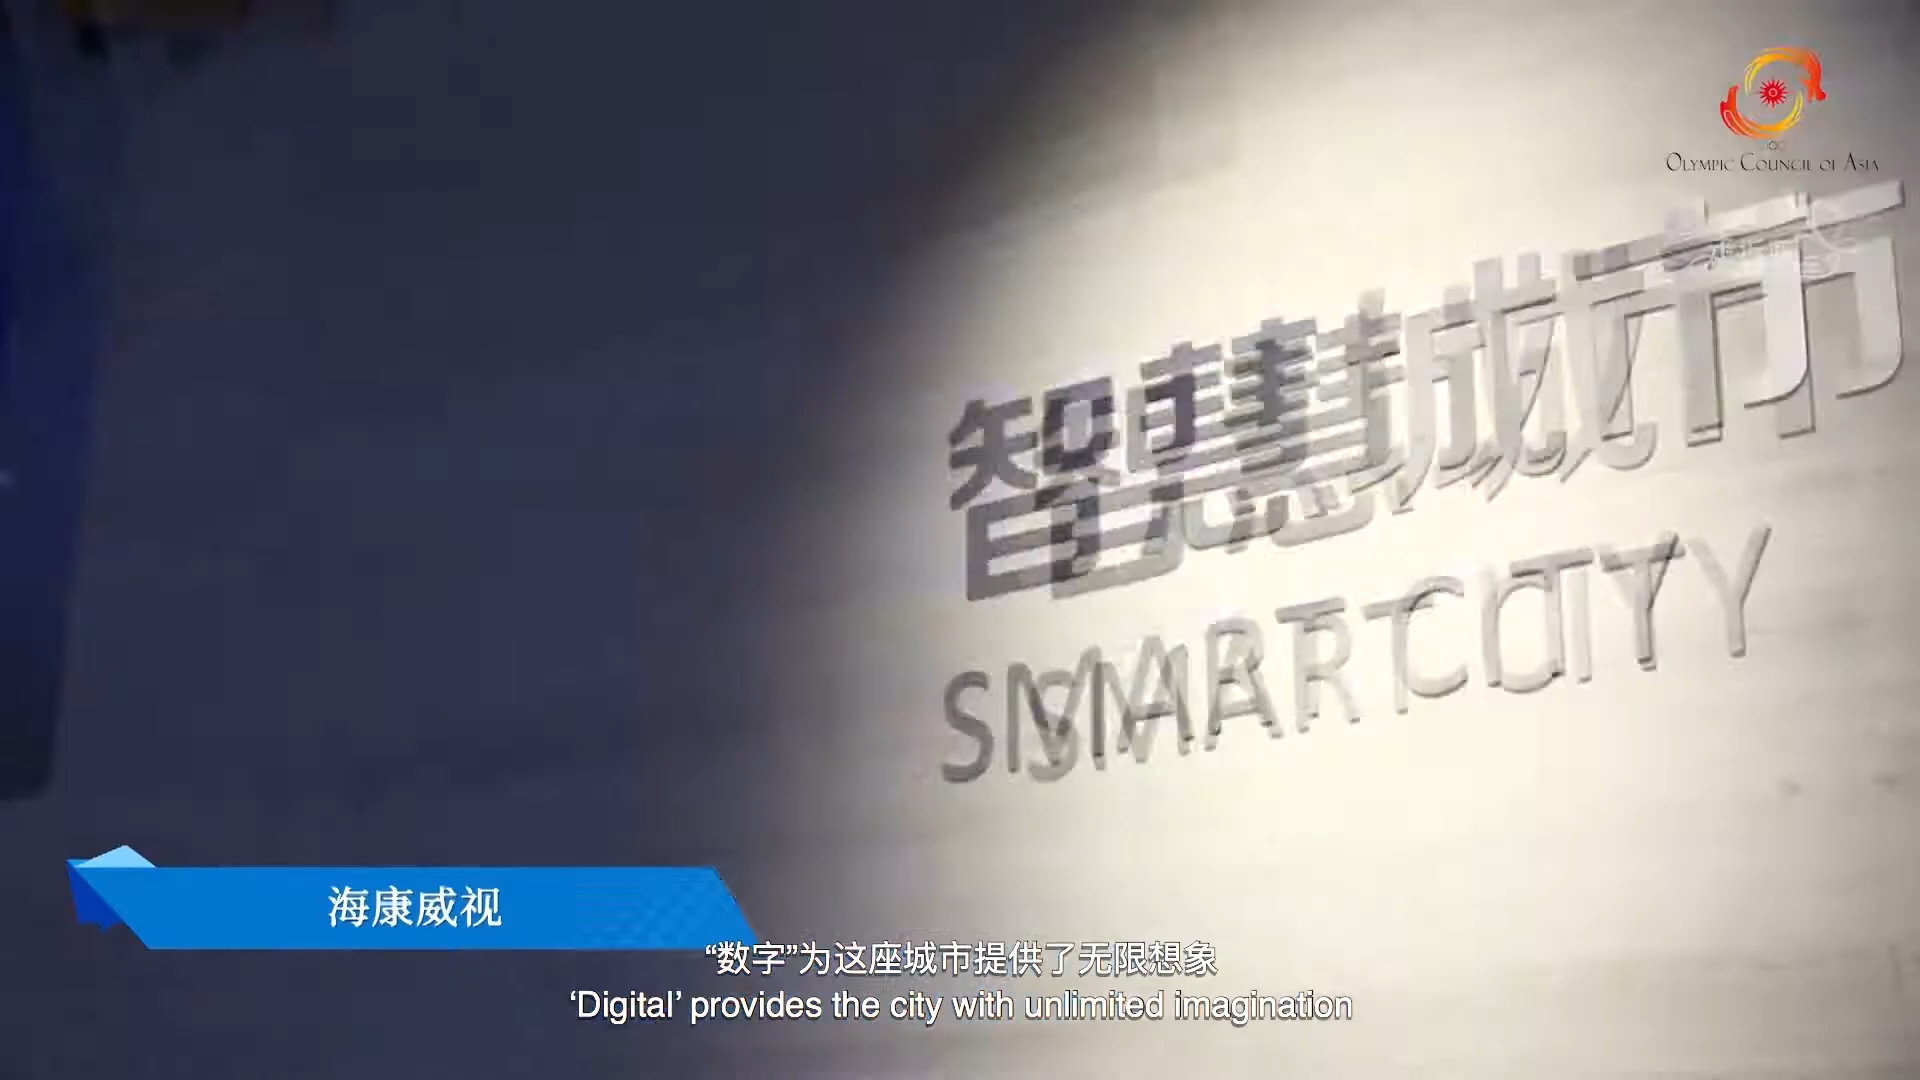 OLYMPIC COUNCIL OF ASIA
智慧城市
SMART CITY
海康威视
“数字”为这座城市提供了无限想象
‘Digital’ provides the city with unlimited imagination